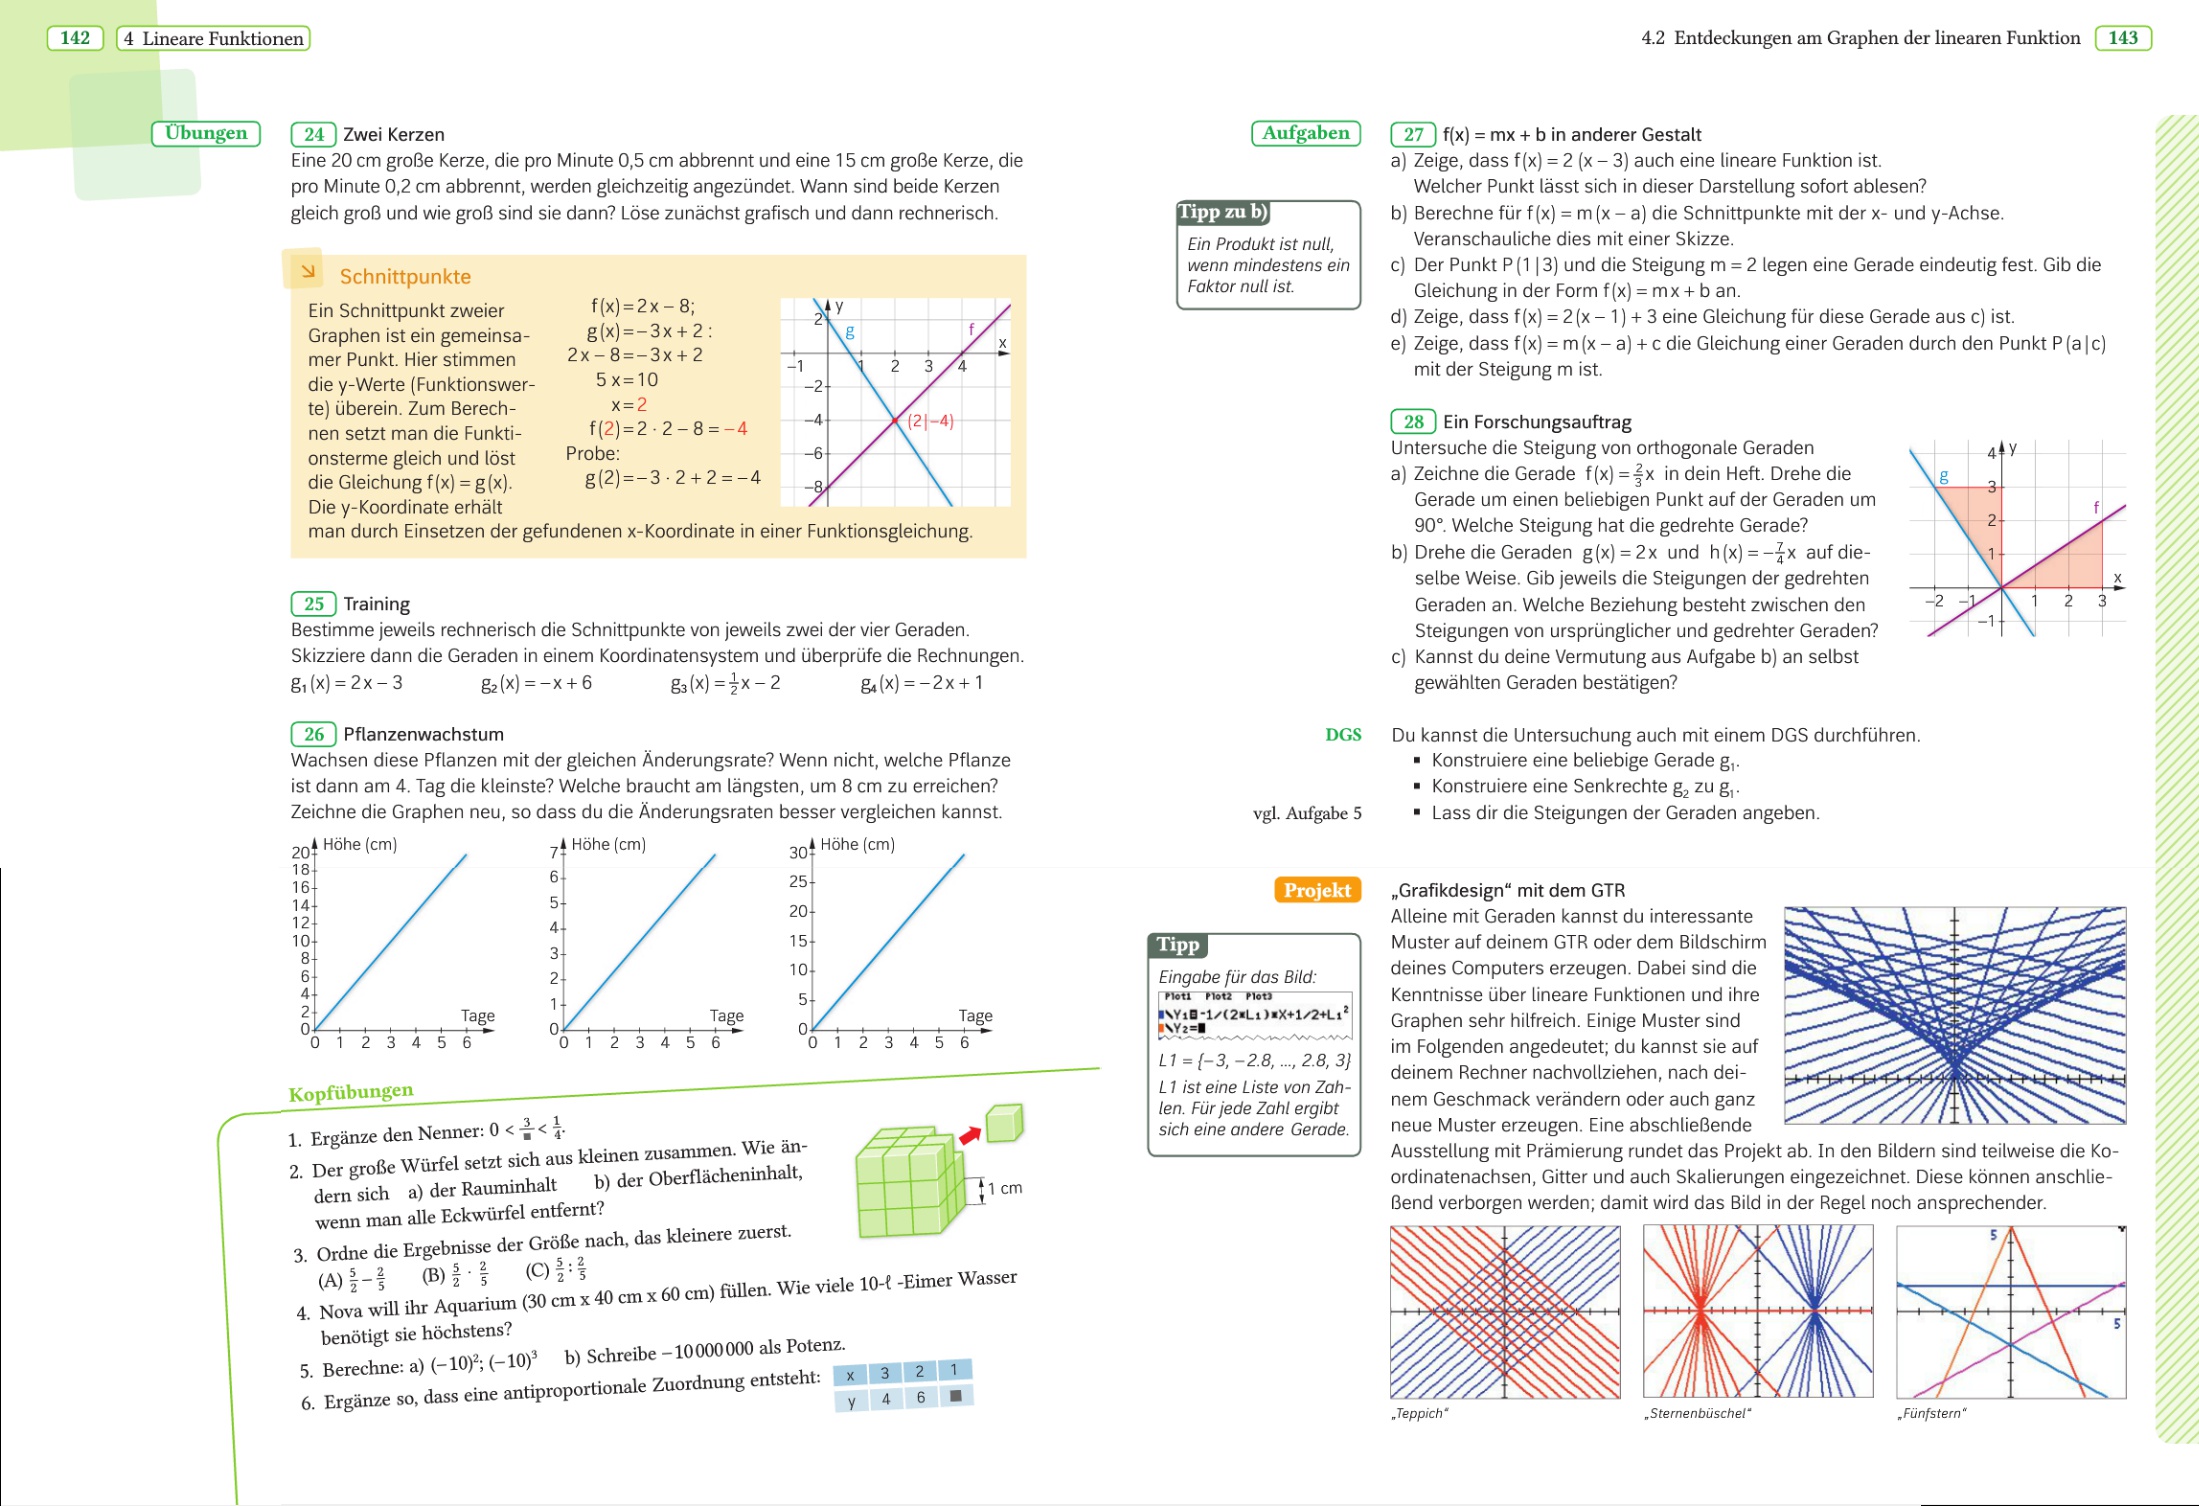 142 4 Lineare Funktionen
Übungen
24 Zwei Kerzen
Eine 20 cm große Kerze, die pro Minute 0,5 cm abbrennt und eine 15 cm große Kerze, die
pro Minute 0,2 cm abbrennt, werden gleichzeitig angezündet. Wann sind beide Kerzen
gleich groß und wie groß sind sie dann? Löse zunächst grafisch und dann rechnerisch.
Schnittpunkte
Ein Schnittpunkt zweier
Graphen ist ein gemeinsa-
mer Punkt. Hier stimmen
die y-Werte (Funktionswer-
te) überein. Zum Berech-
nen setzt man die Funkti-
onsterme gleich und löst
die Gleichung f(x) = g(x).
Die y-Koordinate erhält
man durch Einsetzen der gefundenen x-Koordinate in einer Funktionsgleichung.
f(x) = 2x – 8;
g(x) = –3x + 2 :
2x – 8 = –3x + 2
5x = 10
x = 2
f(2) = 2 · 2 – 8 = –4
Probe:
g(2) = –3 · 2 + 2 = –4
y
2
g
f
x
–1 1 2 3 4
–2
–4
(2|–4)
–6
–8
25 Training
Bestimme jeweils rechnerisch die Schnittpunkte von jeweils zwei der vier Geraden.
Skizziere dann die Geraden in einem Koordinatensystem und überprüfe die Rechnungen.
g₁(x) = 2x – 3 g₂(x) = –x + 6 g₃(x) = ½x – 2 g₄(x) = –2x + 1
26 Pflanzenwachstum
Wachsen diese Pflanzen mit der gleichen Änderungsrate? Wenn nicht, welche Pflanze
ist dann am 4. Tag die kleinste? Welche braucht am längsten, um 8 cm zu erreichen?
Zeichne die Graphen neu, so dass du die Änderungsraten besser vergleichen kannst.
Höhe (cm)
20
18
16
14
12
10
8
6
4
2
0
Tage
0 1 2 3 4 5 6
Höhe (cm)
7
6
5
4
3
2
1
0
Tage
0 1 2 3 4 5 6
Höhe (cm)
30
25
20
15
10
5
0
Tage
0 1 2 3 4 5 6
Kopfübungen
1. Ergänze den Nenner: 0 < 3/■ < 1/4.
2. Der große Würfel setzt sich aus kleinen zusammen. Wie än-
dern sich a) der Rauminhalt b) der Oberflächeninhalt,
wenn man alle Eckwürfel entfernt?
1 cm
3. Ordne die Ergebnisse der Größe nach, das kleinere zuerst.
(A) 5/2 – 2/5 (B) 5/2 · 2/5 (C) 5/2 : 2/5
4. Nova will ihr Aquarium (30 cm x 40 cm x 60 cm) füllen. Wie viele 10-ℓ -Eimer Wasser
benötigt sie höchstens?
5. Berechne: a) (–10)²; (–10)³ b) Schreibe –10 000 000 als Potenz.
6. Ergänze so, dass eine antiproportionale Zuordnung entsteht:
x 3 2 1
y 4 6 ■
4.2 Entdeckungen am Graphen der linearen Funktion 143
Aufgaben
27 f(x) = mx + b in anderer Gestalt
a) Zeige, dass f(x) = 2 (x – 3) auch eine lineare Funktion ist.
Welcher Punkt lässt sich in dieser Darstellung sofort ablesen?
b) Berechne für f(x) = m (x – a) die Schnittpunkte mit der x- und y-Achse.
Veranschauliche dies mit einer Skizze.
c) Der Punkt P(1|3) und die Steigung m = 2 legen eine Gerade eindeutig fest. Gib die
Gleichung in der Form f(x) = mx + b an.
d) Zeige, dass f(x) = 2(x – 1) + 3 eine Gleichung für diese Gerade aus c) ist.
e) Zeige, dass f(x) = m(x – a) + c die Gleichung einer Geraden durch den Punkt P(a|c)
mit der Steigung m ist.
Tipp zu b)
Ein Produkt ist null,
wenn mindestens ein
Faktor null ist.
28 Ein Forschungsauftrag
Untersuche die Steigung von orthogonale Geraden
a) Zeichne die Gerade f(x) = 2/3 x in dein Heft. Drehe die
Gerade um einen beliebigen Punkt auf der Geraden um
90°. Welche Steigung hat die gedrehte Gerade?
b) Drehe die Geraden g(x) = 2x und h(x) = –7/4 x auf die-
selbe Weise. Gib jeweils die Steigungen der gedrehten
Geraden an. Welche Beziehung besteht zwischen den
Steigungen von ursprünglicher und gedrehter Geraden?
c) Kannst du deine Vermutung aus Aufgabe b) an selbst
gewählten Geraden bestätigen?
4 y
g
3
f
2
1
x
–2 –1 1 2 3
–1
DGS
Du kannst die Untersuchung auch mit einem DGS durchführen.
▪ Konstruiere eine beliebige Gerade g₁.
▪ Konstruiere eine Senkrechte g₂ zu g₁.
vgl. Aufgabe 5
▪ Lass dir die Steigungen der Geraden angeben.
Projekt
„Grafikdesign“ mit dem GTR
Alleine mit Geraden kannst du interessante
Muster auf deinem GTR oder dem Bildschirm
deines Computers erzeugen. Dabei sind die
Kenntnisse über lineare Funktionen und ihre
Graphen sehr hilfreich. Einige Muster sind
im Folgenden angedeutet; du kannst sie auf
deinem Rechner nachvollziehen, nach dei-
nem Geschmack verändern oder auch ganz
neue Muster erzeugen. Eine abschließende
Ausstellung mit Prämierung rundet das Projekt ab. In den Bildern sind teilweise die Ko-
ordinatenachsen, Gitter und auch Skalierungen eingezeichnet. Diese können anschlie-
ßend verborgen werden; damit wird das Bild in der Regel noch ansprechender.
Tipp
Eingabe für das Bild:
Plot1 Plot2 Plot3
\Y₁=-1/(2*L₁)*X+1/2+L₁²
\Y₂=
L1 = {–3, –2.8, ..., 2.8, 3}
L1 ist eine Liste von Zah-
len. Für jede Zahl ergibt
sich eine andere Gerade.
5
5
„Teppich“
„Sternenbüschel“
„Fünfstern“